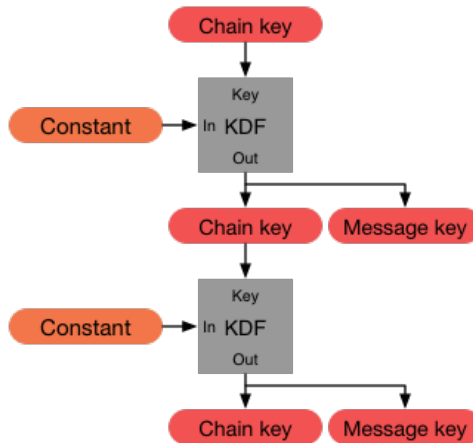 Chain key
Key
Constant
In KDF
Out
Chain key
Message key
Key
Constant
In KDF
Out
Chain key
Message key